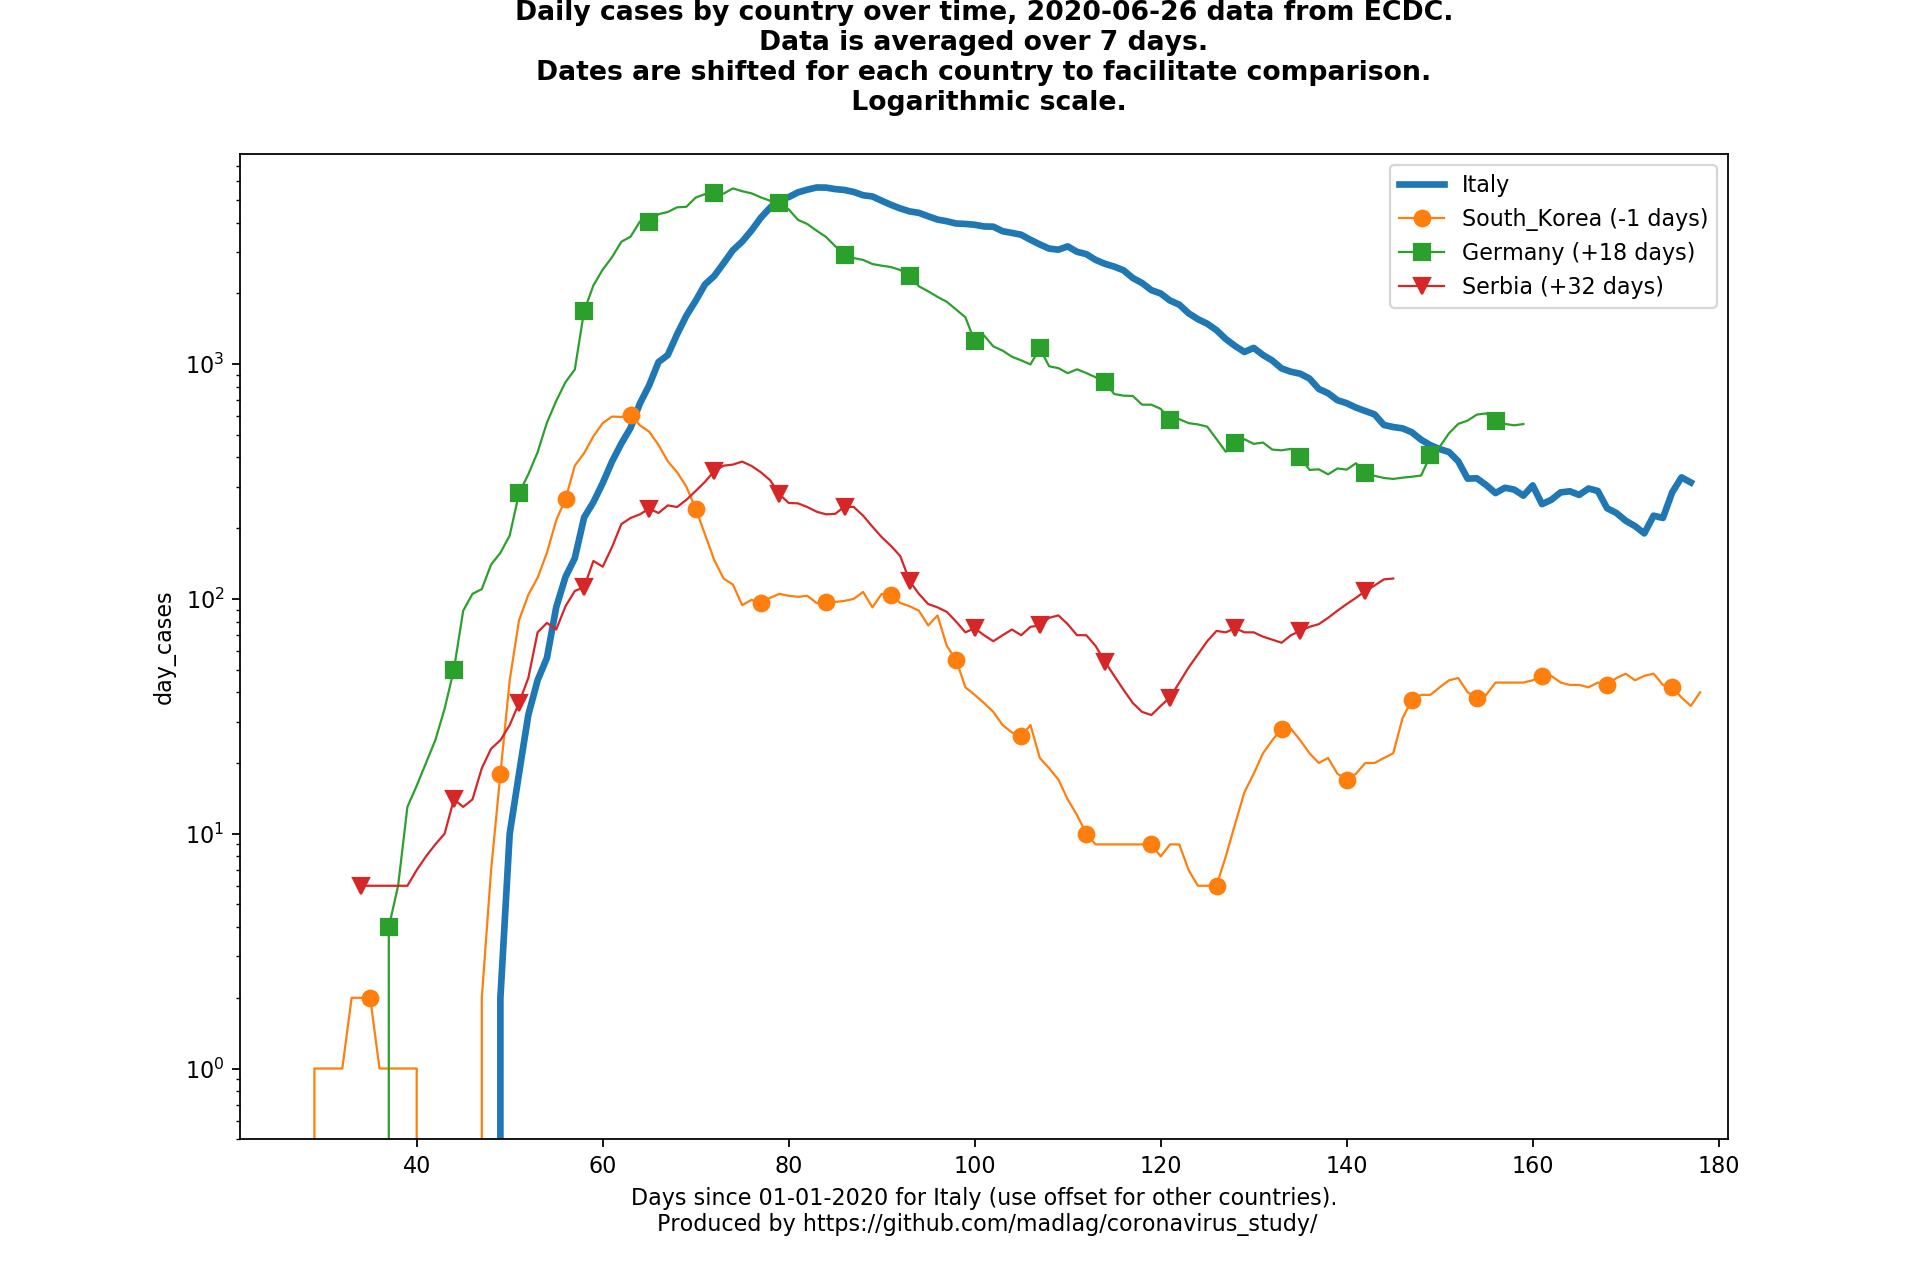 Daily cases by country over time, 2020-06-26 data from ECDC.
Data is averaged over 7 days.
Dates are shifted for each country to facilitate comparison.
Logarithmic scale.
Italy
South_Korea (-1 days)
Germany (+18 days)
Serbia (+32 days)
day_cases
10³
10²
10¹
10⁰
40 60 80 100 120 140 160 180
Days since 01-01-2020 for Italy (use offset for other countries).
Produced by https://github.com/madlag/coronavirus_study/